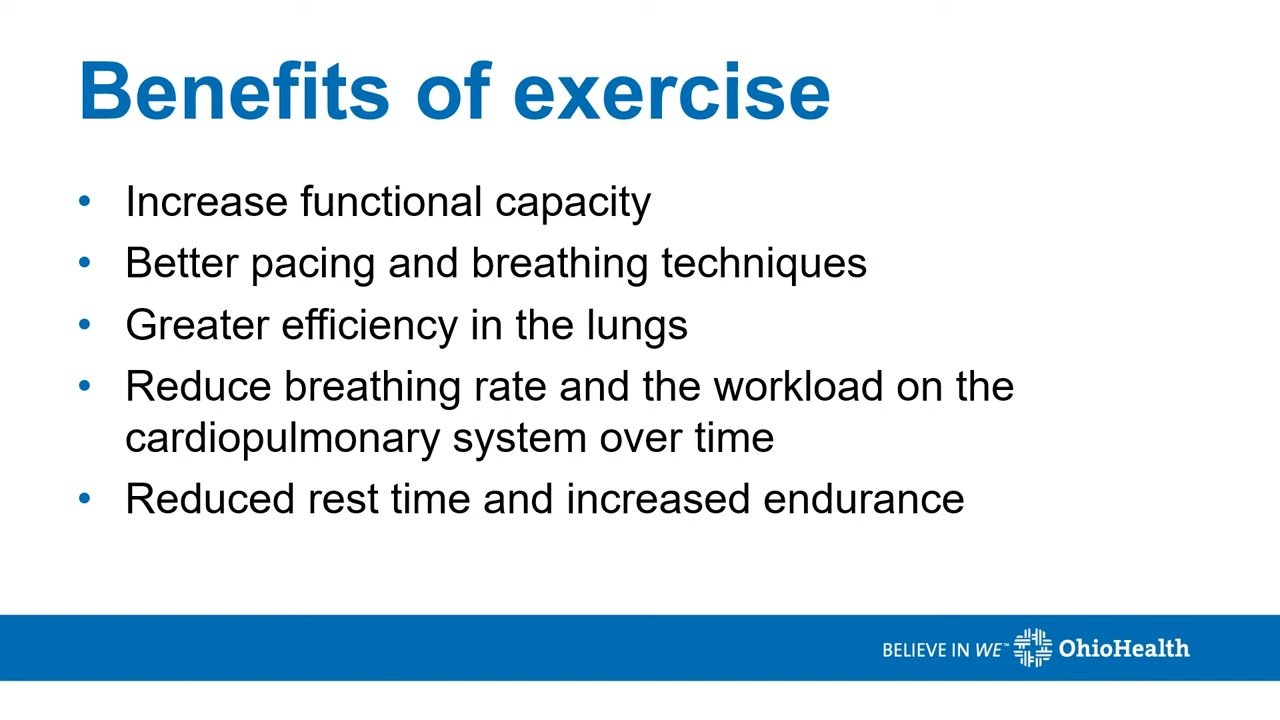 Benefits of exercise
• Increase functional capacity
• Better pacing and breathing techniques
• Greater efficiency in the lungs
• Reduce breathing rate and the workload on the
cardiopulmonary system over time
• Reduced rest time and increased endurance
BELIEVE IN WE™ OhioHealth